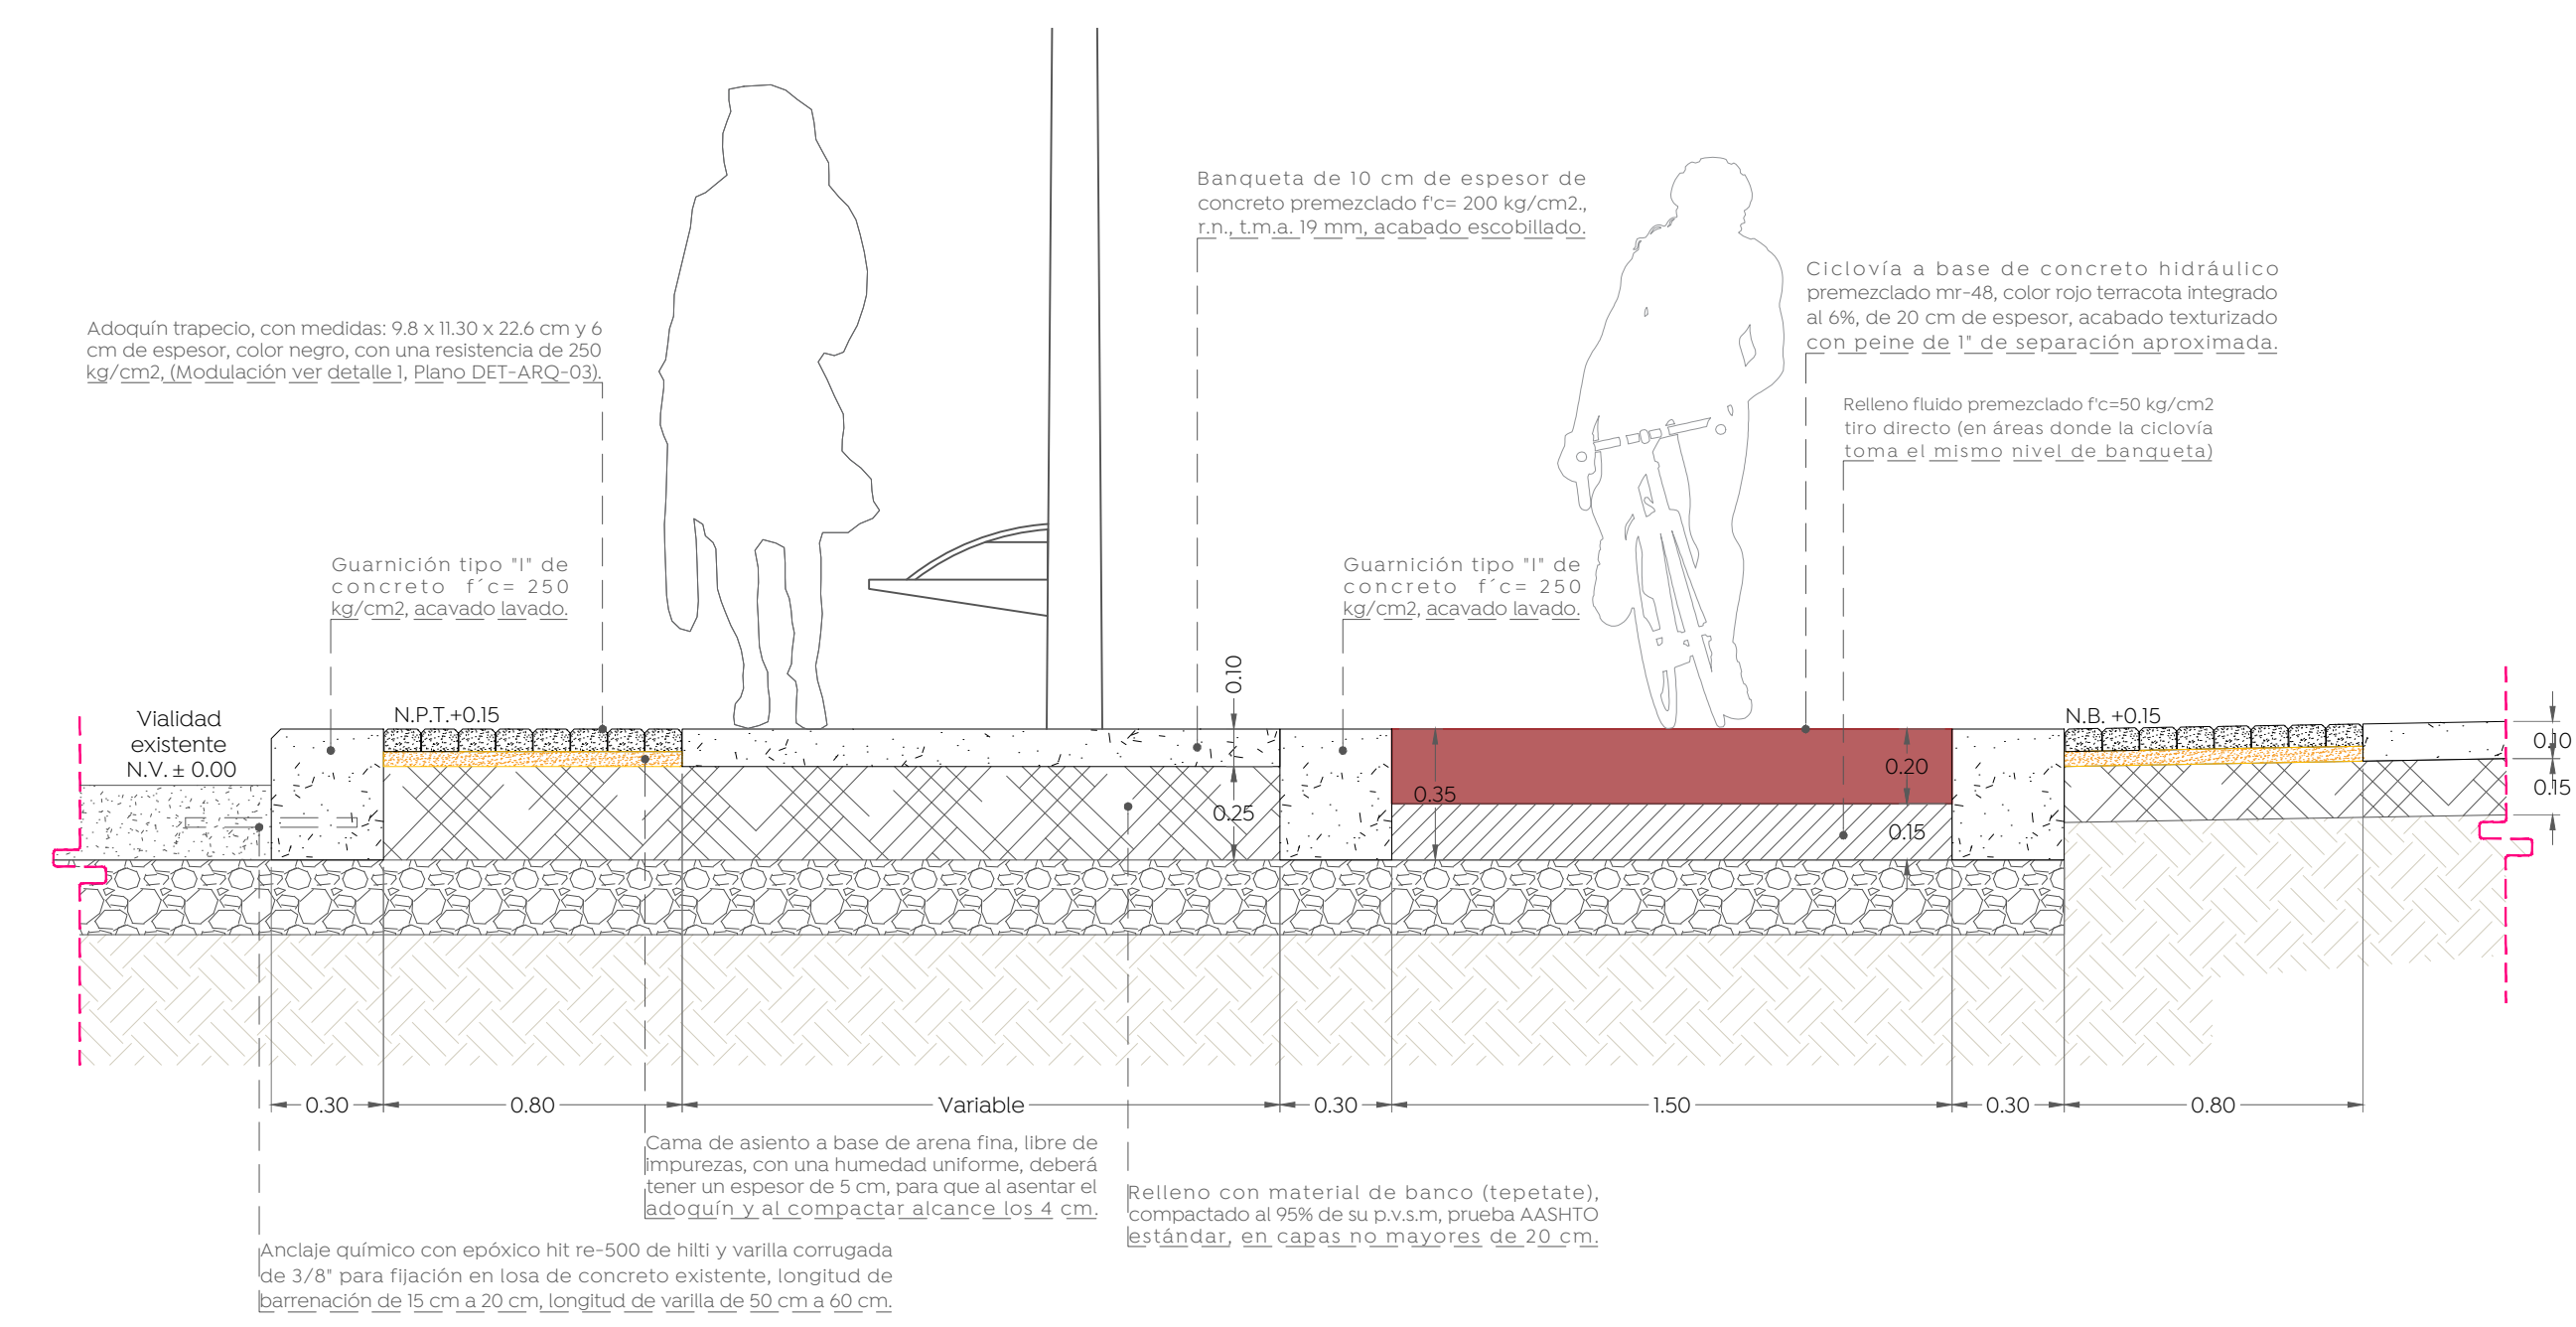 Banqueta de 10 cm de espesor de
concreto premezclado f'c= 200 kg/cm2.,
r.n., t.m.a. 19 mm, acabado escobillado.
Ciclovía a base de concreto hidráulico
premezclado mr-48, color rojo terracota integrado
al 6%, de 20 cm de espesor, acabado texturizado
con peine de 1" de separación aproximada.
Adoquín trapecio, con medidas: 9.8 x 11.30 x 22.6 cm y 6
cm de espesor, color negro, con una resistencia de 250
kg/cm2, (Modulación ver detalle 1, Plano DET-ARQ-03).
Relleno fluido premezclado f'c=50 kg/cm2
tiro directo (en áreas donde la ciclovía
toma el mismo nivel de banqueta)
Guarnición tipo "I" de
concreto f´c= 250
kg/cm2, acavado lavado.
Guarnición tipo "I" de
concreto f´c= 250
kg/cm2, acavado lavado.
Vialidad
existente
N.V. ± 0.00
N.P.T.+0.15
0.10
0.25
0.35
0.20
0.15
N.B. +0.15
0.10
0.15
0.30
0.80
Variable
0.30
1.50
0.30
0.80
Cama de asiento a base de arena fina, libre de
impurezas, con una humedad uniforme, deberá
tener un espesor de 5 cm, para que al asentar el
adoquín y al compactar alcance los 4 cm.
Relleno con material de banco (tepetate),
compactado al 95% de su p.v.s.m, prueba AASHTO
estándar, en capas no mayores de 20 cm.
Anclaje químico con epóxico hit re-500 de hilti y varilla corrugada
de 3/8" para fijación en losa de concreto existente, longitud de
barrenación de 15 cm a 20 cm, longitud de varilla de 50 cm a 60 cm.